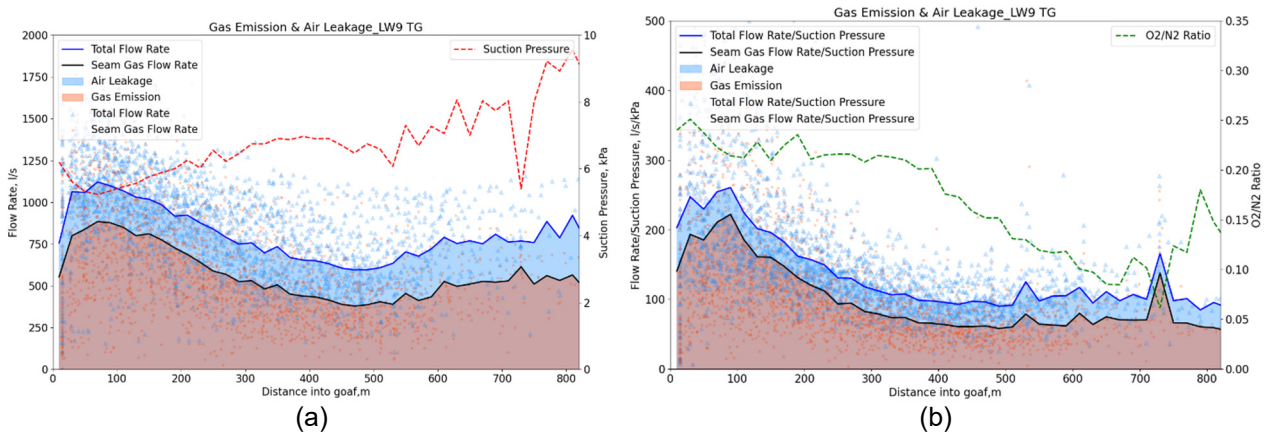 Gas Emission & Air Leakage_LW9 TG
2000
1750
1500
1250
1000
750
500
250
0
Flow Rate, l/s
Total Flow Rate
Seam Gas Flow Rate
Air Leakage
Gas Emission
Total Flow Rate
Seam Gas Flow Rate
Suction Pressure
10
8
6
4
2
0
Suction Pressure, kPa
0 100 200 300 400 500 600 700 800
Distance into goaf,m
(a)
Gas Emission & Air Leakage_LW9 TG
500
400
300
200
100
0
Flow Rate/Suction Pressure, l/s/kPa
Total Flow Rate/Suction Pressure
Seam Gas Flow Rate/Suction Pressure
Air Leakage
Gas Emission
Total Flow Rate/Suction Pressure
Seam Gas Flow Rate/Suction Pressure
O2/N2 Ratio
0.35
0.30
0.25
0.20
0.15
0.10
0.05
0.00
O2/N2 Ratio
0 100 200 300 400 500 600 700 800
Distance into goaf,m
(b)